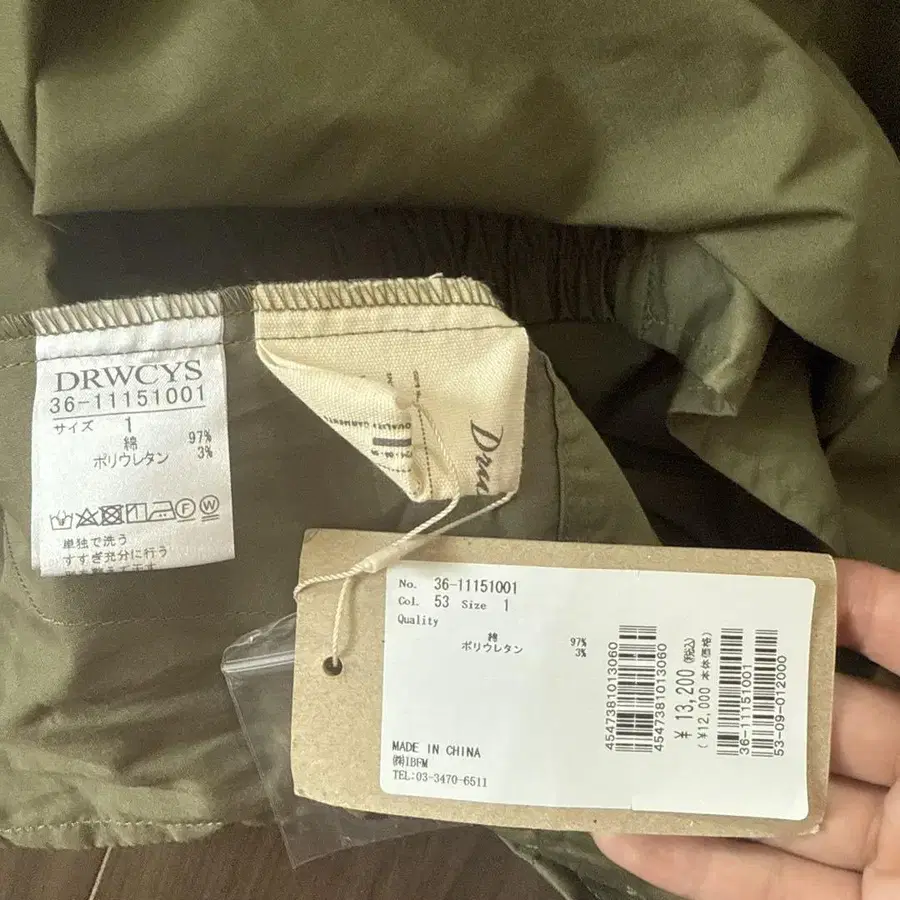 DRWCYS
36-11151001
サイズ 1
綿 97%
ポリウレタン 3%
単独で洗う
すすぎ充分に行う
QUALITY GARMENT
No. 36-11151001
Col. 53 Size 1
Quality
綿 97%
ポリウレタン 3%
MADE IN CHINA
㈱IBFM
TEL:03-3470-6511
4547381013060
4547381013060
¥ 13,200 (税込)
(¥12,000 本体価格)
36-11151001
53-09-012000